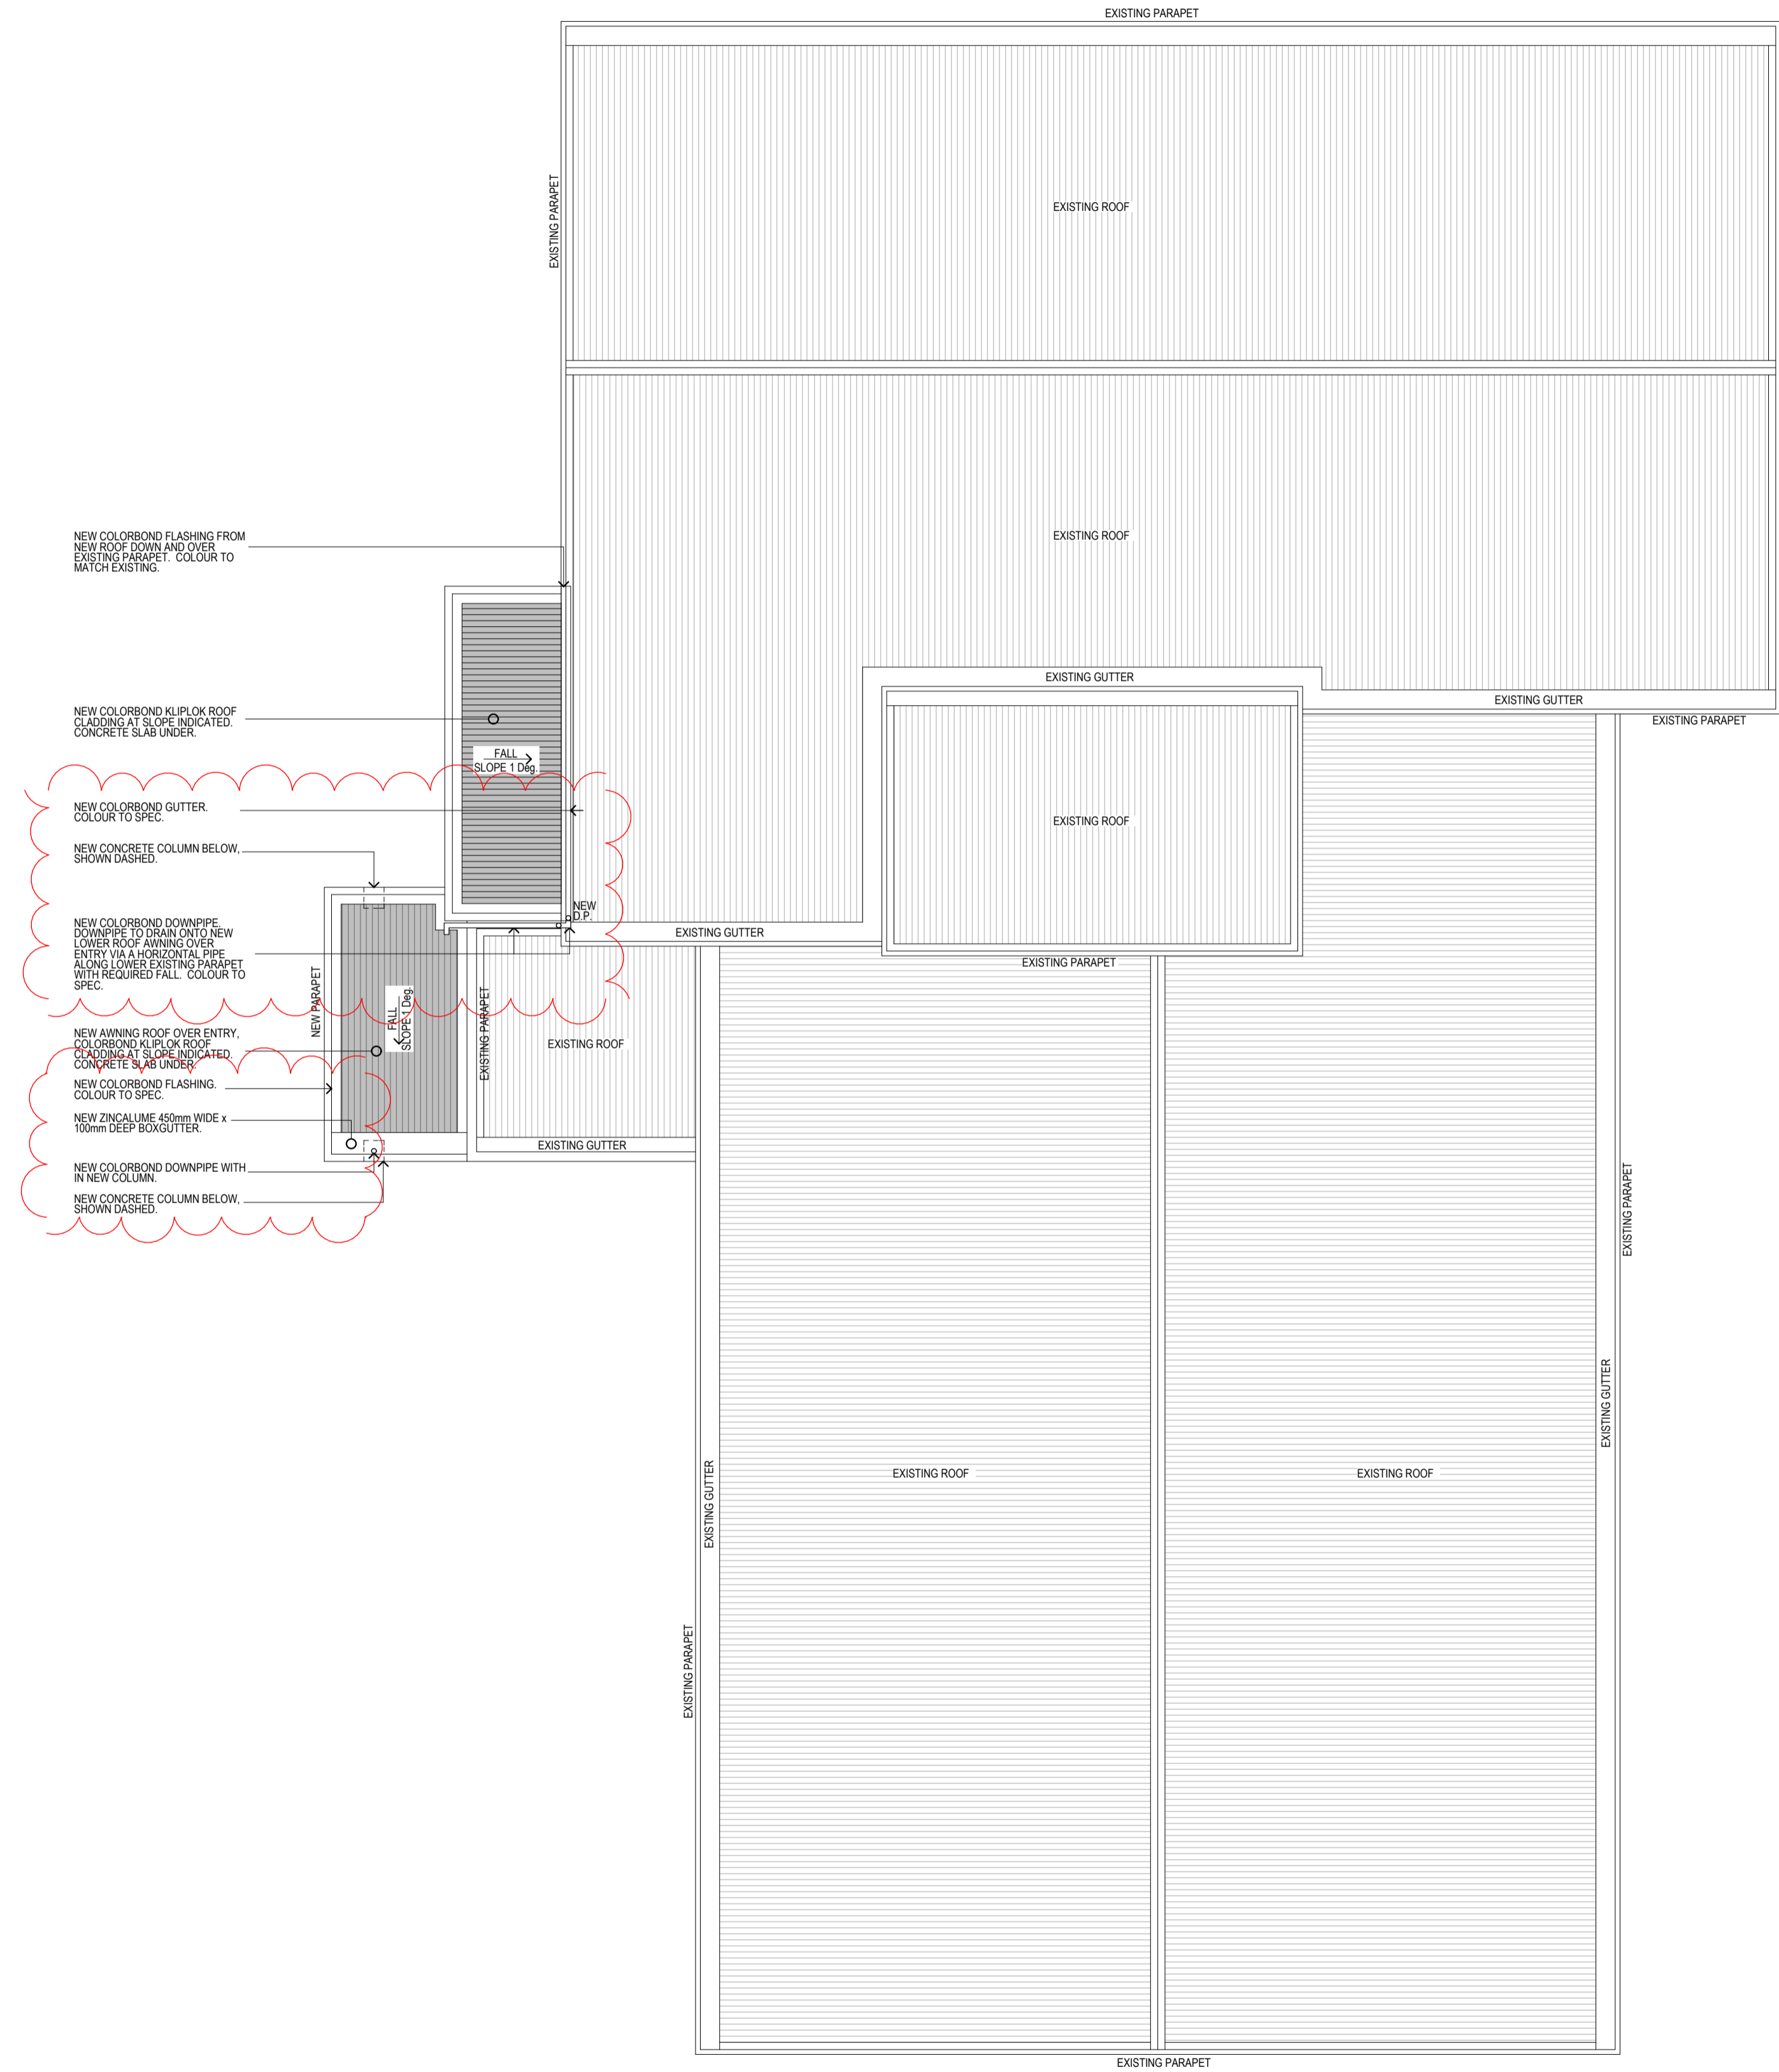 EXISTING PARAPET
EXISTING PARAPET
EXISTING ROOF
NEW COLORBOND FLASHING FROM
NEW ROOF DOWN AND OVER
EXISTING PARAPET. COLOUR TO
MATCH EXISTING.
EXISTING ROOF
EXISTING GUTTER
EXISTING GUTTER
EXISTING PARAPET
NEW COLORBOND KLIPLOK ROOF
CLADDING AT SLOPE INDICATED.
CONCRETE SLAB UNDER.
FALL
SLOPE 1 Deg.
NEW COLORBOND GUTTER.
COLOUR TO SPEC.
EXISTING ROOF
NEW CONCRETE COLUMN BELOW,
SHOWN DASHED.
NEW
D.P.
NEW COLORBOND DOWNPIPE.
DOWNPIPE TO DRAIN ONTO NEW
LOWER ROOF AWNING OVER
ENTRY VIA A HORIZONTAL PIPE
ALONG LOWER EXISTING PARAPET
WITH REQUIRED FALL. COLOUR TO
SPEC.
EXISTING GUTTER
EXISTING PARAPET
NEW PARAPET
FALL
SLOPE 1 Deg.
EXISTING PARAPET
EXISTING ROOF
NEW AWNING ROOF OVER ENTRY,
COLORBOND KLIPLOK ROOF
CLADDING AT SLOPE INDICATED.
CONCRETE SLAB UNDER.
NEW COLORBOND FLASHING.
COLOUR TO SPEC.
NEW ZINCALUME 450mm WIDE x
100mm DEEP BOXGUTTER.
EXISTING GUTTER
NEW COLORBOND DOWNPIPE WITH
IN NEW COLUMN.
NEW CONCRETE COLUMN BELOW,
SHOWN DASHED.
EXISTING PARAPET
EXISTING GUTTER
EXISTING GUTTER
EXISTING ROOF
EXISTING ROOF
EXISTING PARAPET
EXISTING PARAPET